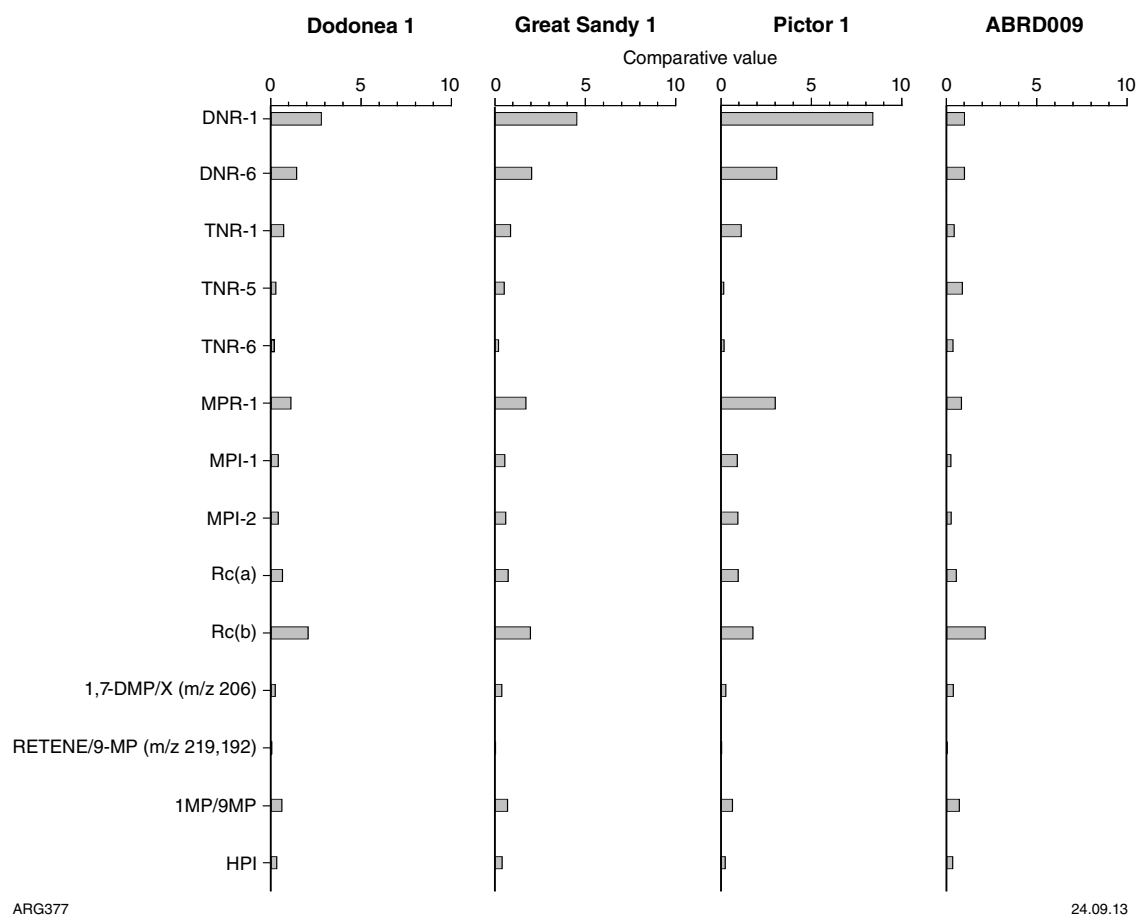 Dodonea 1 Great Sandy 1 Pictor 1 ABRD009
Comparative value
0 5 10 0 5 10 0 5 10 0 5 10
DNR-1
DNR-6
TNR-1
TNR-5
TNR-6
MPR-1
MPI-1
MPI-2
Rc(a)
Rc(b)
1,7-DMP/X (m/z 206)
RETENE/9-MP (m/z 219,192)
1MP/9MP
HPI
ARG377 24.09.13